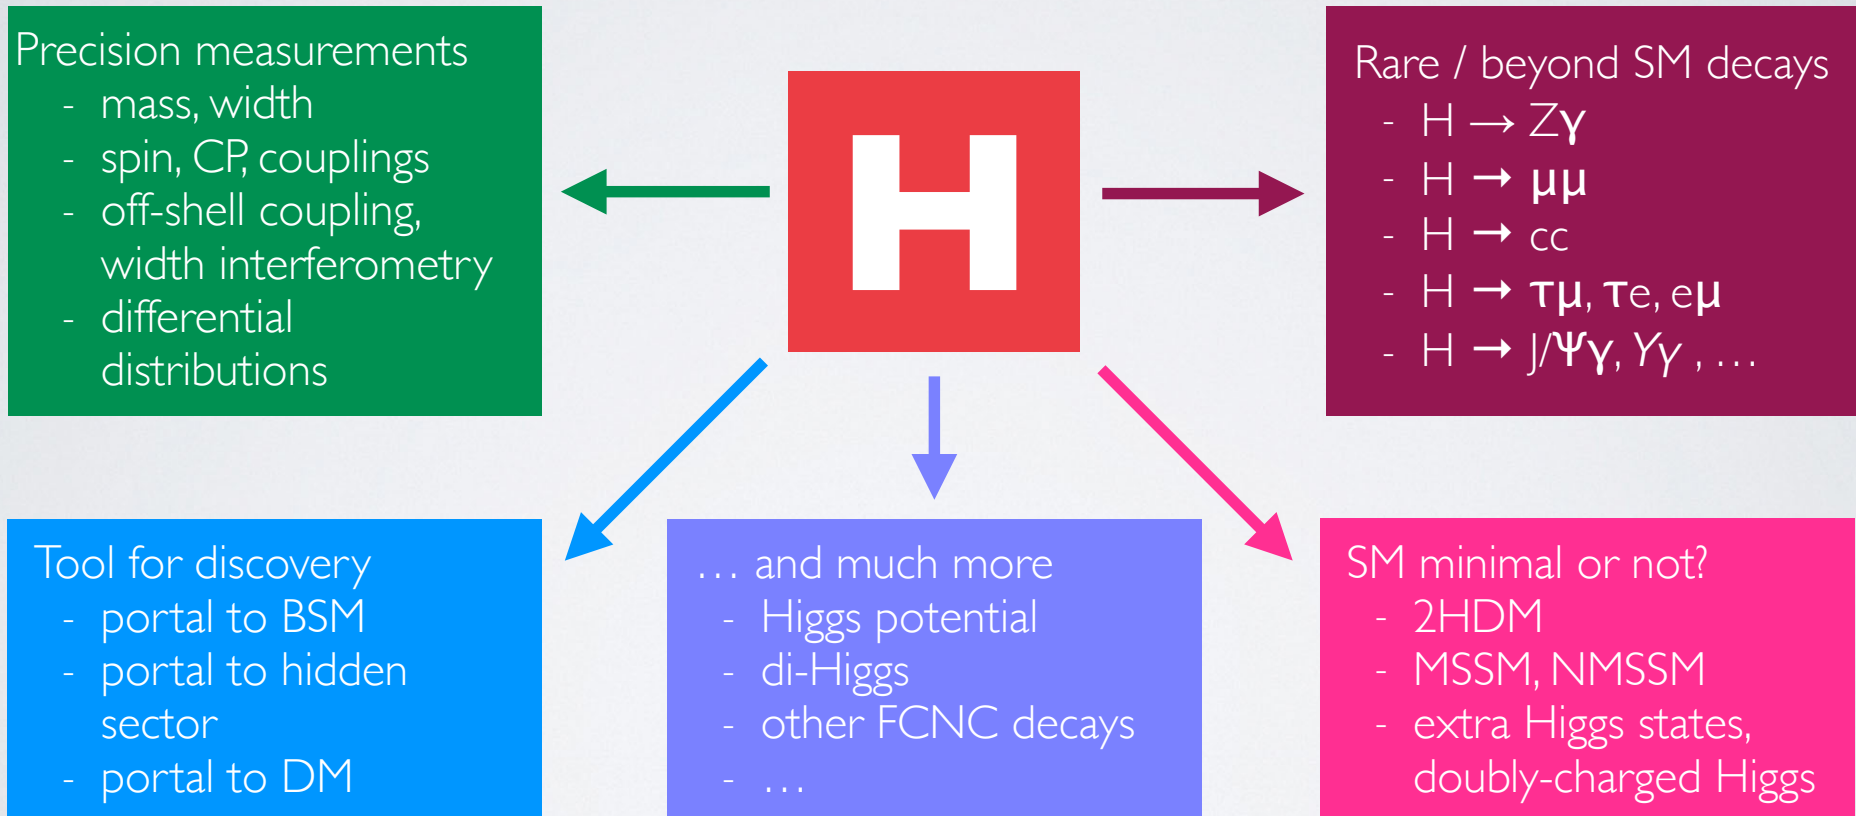 Precision measurements
- mass, width
- spin, CP, couplings
- off-shell coupling,
width interferometry
- differential
distributions
H
Rare / beyond SM decays
- H → Zγ
- H → μμ
- H → cc
- H → τμ, τe, eμ
- H → J/Ψγ, Υγ , …
Tool for discovery
- portal to BSM
- portal to hidden
sector
- portal to DM
… and much more
- Higgs potential
- di-Higgs
- other FCNC decays
- …
SM minimal or not?
- 2HDM
- MSSM, NMSSM
- extra Higgs states,
doubly-charged Higgs